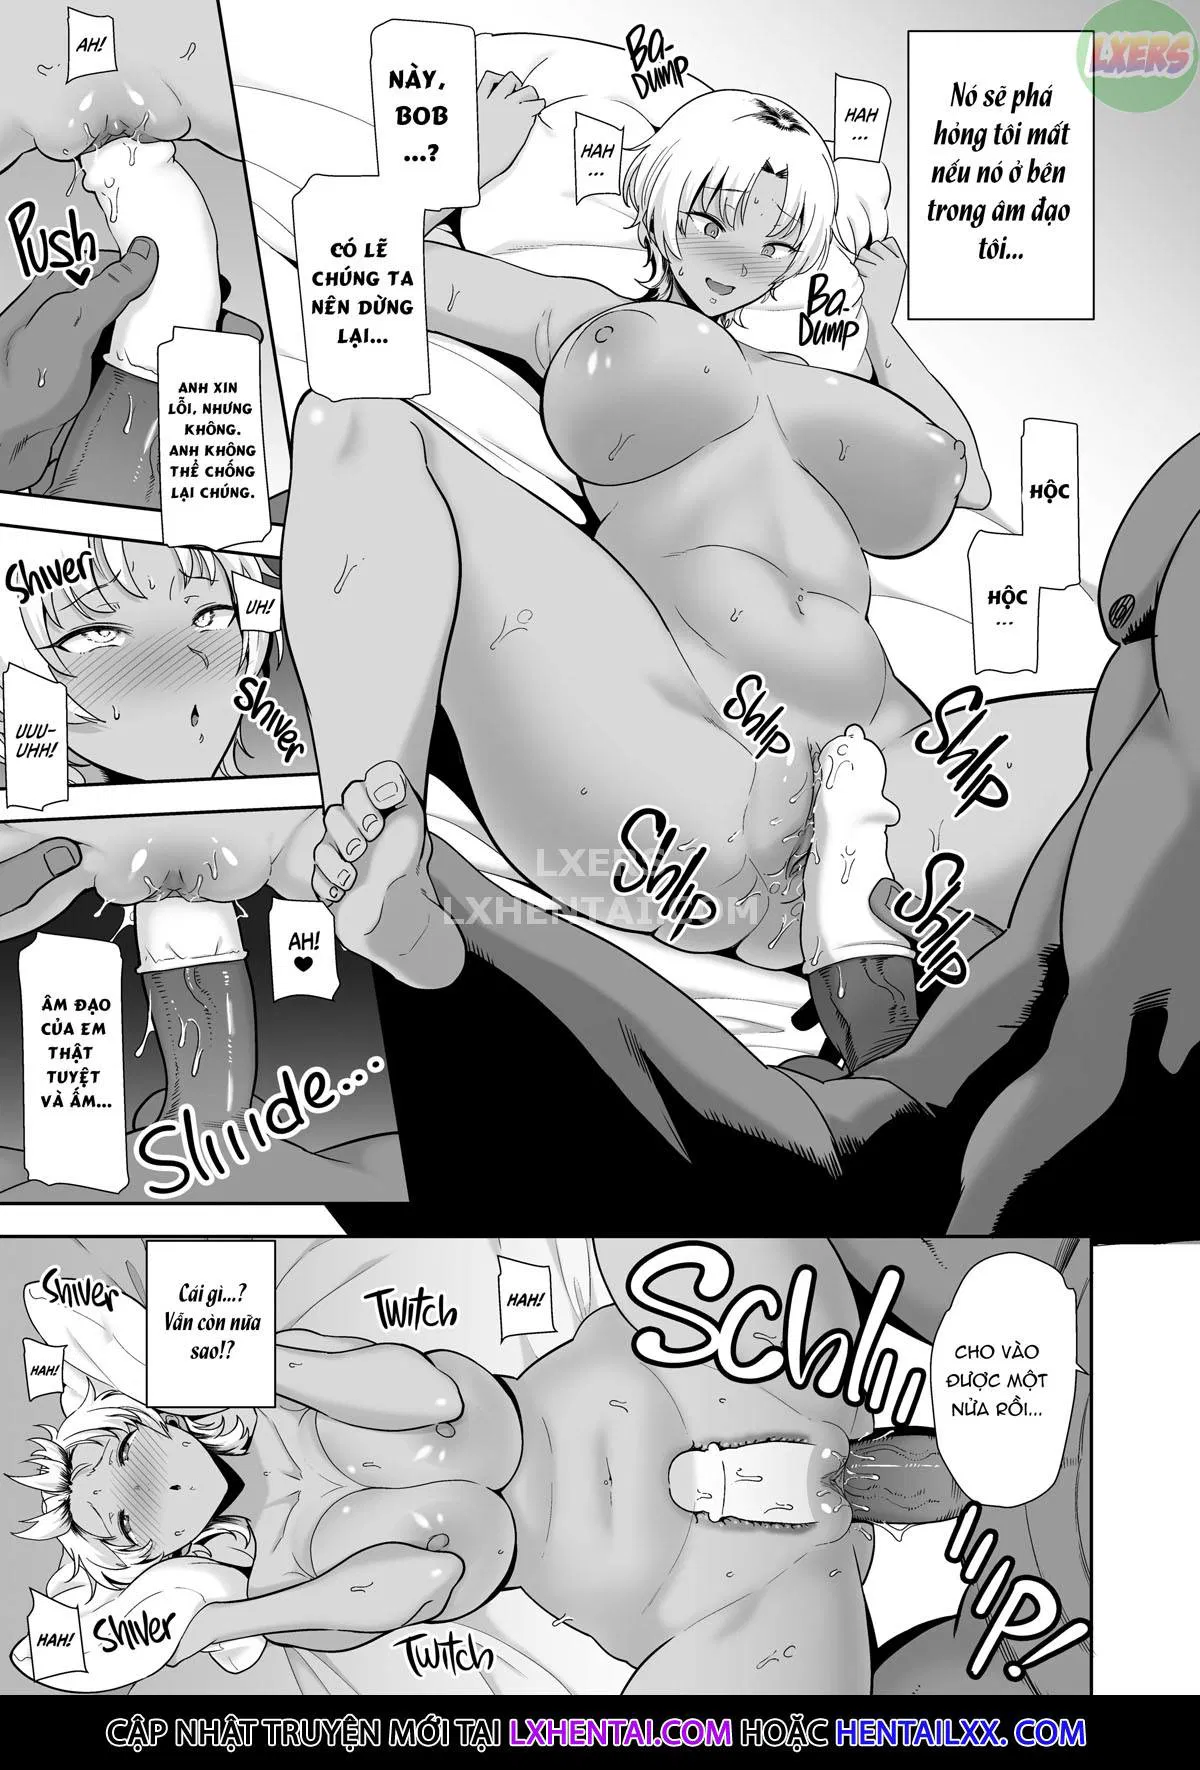 LXERS
Nó sẽ phá
hỏng tôi mất
nếu nó ở bên
trong âm đạo
tôi...
BA-
DUMP
HAH
...
HAH
...
BA-
DUMP
NÀY,
BOB
...?
CÓ LẼ
CHÚNG TA
NÊN DỪNG
LẠI...
HỘC
HỘC
...
SHLIP
SHLIP
SHLIP
SHLIP
AH!
PUSH
ANH XIN
LỖI, NHƯNG
KHÔNG.
ANH KHÔNG
THỂ CHỐNG
LẠI CHÚNG.
SHIVER
UH!
UUU-
UHH!
SHIVER
AH!
ÂM ĐẠO
CỦA EM
THẬT
TUYỆT
VÀ ẤM...
SLIIIIDE...
LXERS
LXHENTAI.COM
SCHLIII
IIIP!
CHO VÀO
ĐƯỢC MỘT
NỬA RỒI...
HAH!
TWITCH
Cái gì...?
Vẫn còn nữa
sao!?
SHIVER
HAH!
HAH!
SHIVER
TWITCH
CẬP NHẬT TRUYỆN MỚI TẠI LXHENTAI.COM HOẶC HENTAILXX. COM